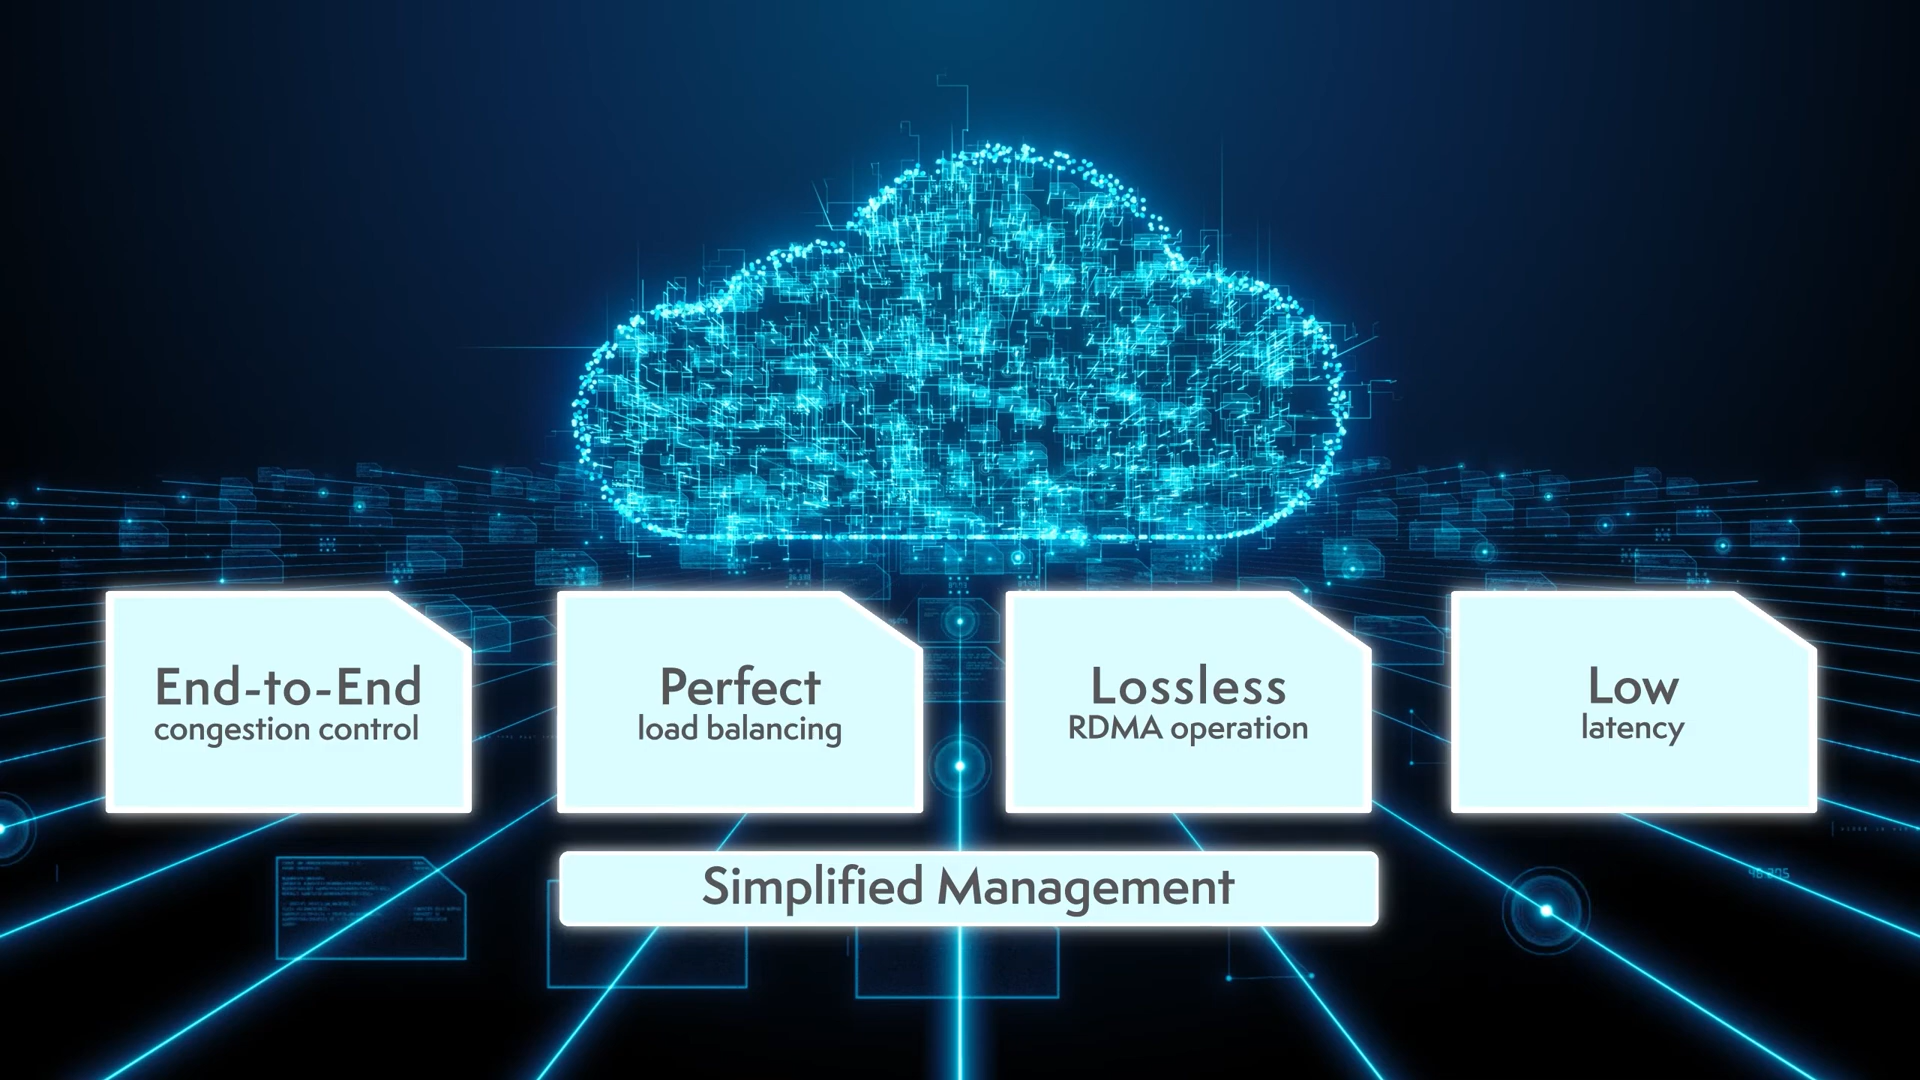 End-to-End
congestion control
Perfect
load balancing
Lossless
RDMA operation
Low
latency
Simplified Management